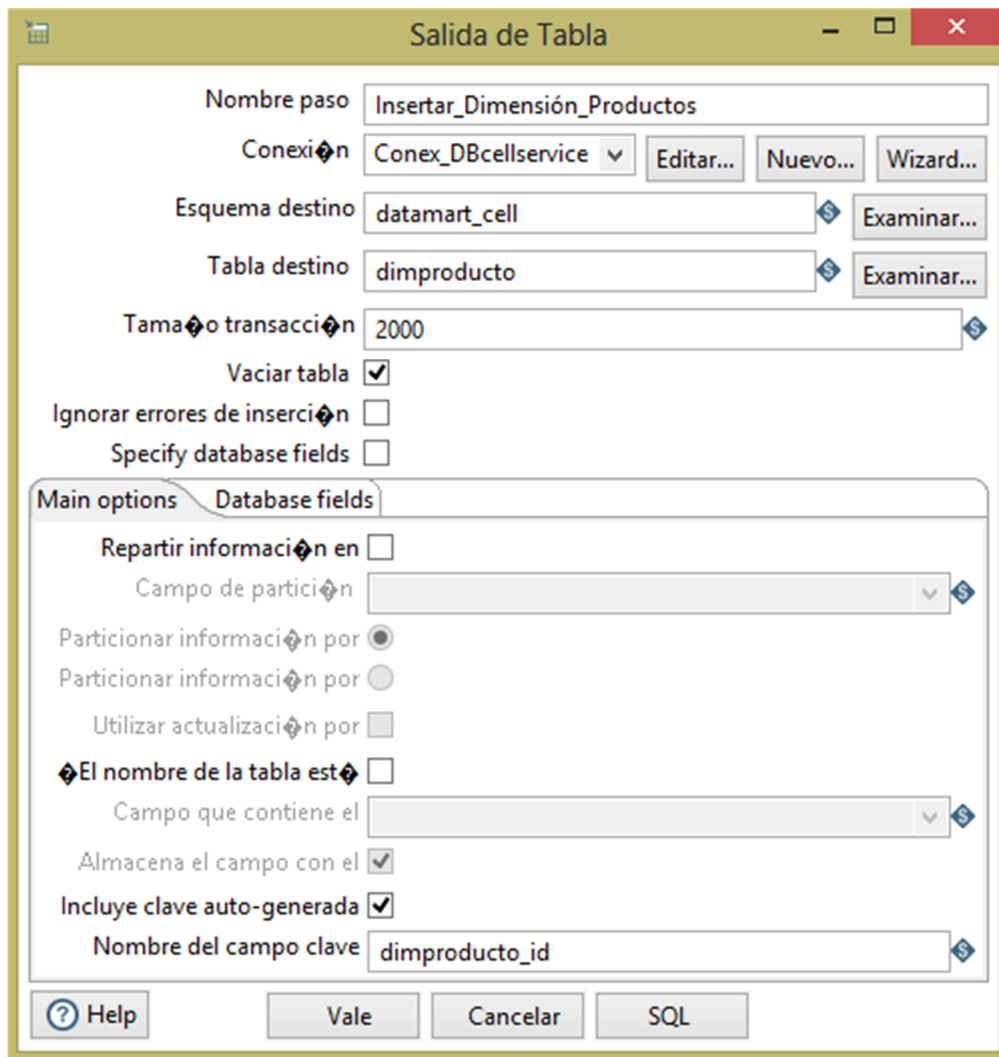 Salida de Tabla
Nombre paso Insertar_Dimensión_Productos
Conexi�n Conex_DBcellservice Editar... Nuevo... Wizard...
Esquema destino datamart_cell Examinar...
Tabla destino dimproducto Examinar...
Tama�o transacci�n 2000
Vaciar tabla
Ignorar errores de inserci�n
Specify database fields
Main options Database fields
Repartir informaci�n en
Campo de partici�n
Particionar informaci�n por
Particionar informaci�n por
Utilizar actualizaci�n por
�El nombre de la tabla est�
Campo que contiene el
Almacena el campo con el
Incluye clave auto-generada
Nombre del campo clave dimproducto_id
Help Vale Cancelar SQL